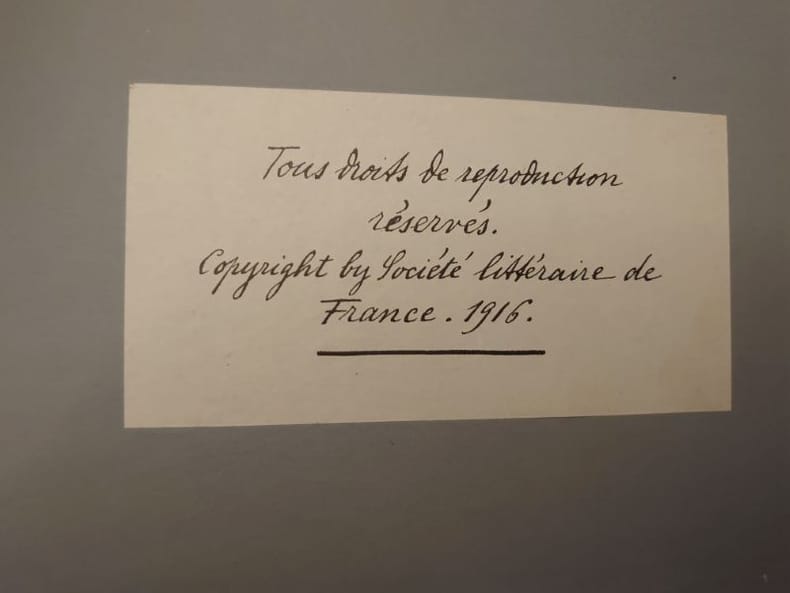 Tous droits de reproduction
réservés.
Copyright by Société littéraire de
France. 1916.